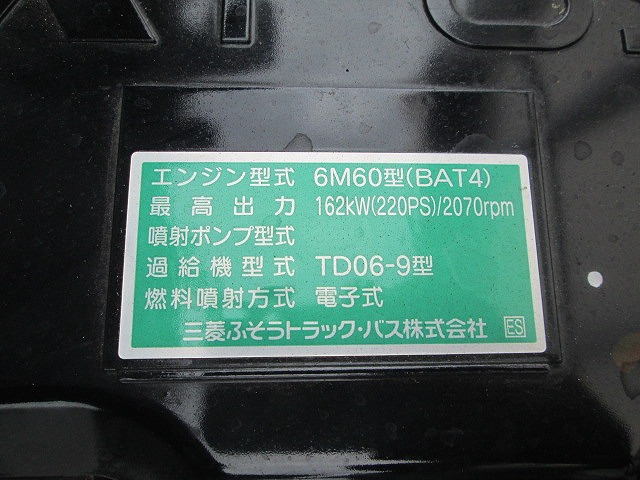 エンジン型式 6M60型(BAT4)
最高出力 162kW(220PS)/2070rpm
噴射ポンプ型式
過給機型式 TD06-9型
燃料噴射方式 電子式
三菱ふそうトラック・バス株式会社 ES